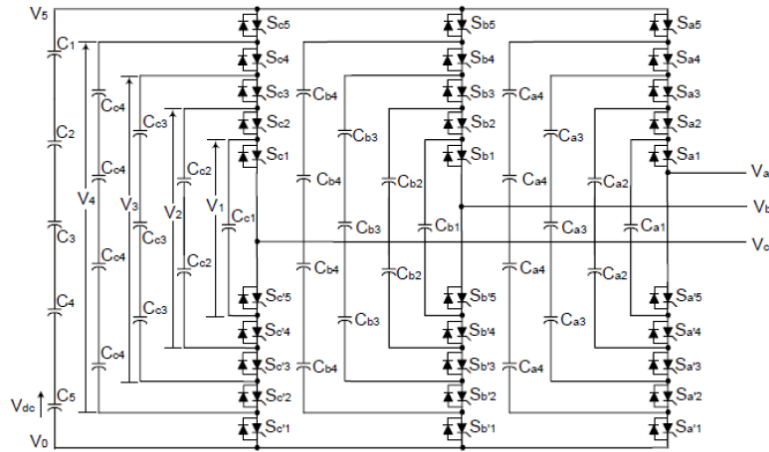 V5 Sc5 Sb5 Sa5
C1 Sc4 Sb4 Sa4
Cc4 Sc3 Cb4 Sb3 Ca4 Sa3
C2 Cc3 Sc2 Cb3 Sb2 Ca3 Sa2
Sc1 Sb1 Sa1
Va
Cc4 Cc2 Cb4 Cb2 Ca4 Ca2
V4 V3 V2 V1 Vb
C3 Cc3 Cc1 Cb3 Cb1 Ca3 Ca1
Vc
Cc4 Cc2 Cb4 Cb2 Ca4 Ca2
C4 Cc3 Sc'5 Cb3 Sb'5 Ca3 Sa'5
Sc'4 Sb'4 Sa'4
Cc4 Sc'3 Cb4 Sb'3 Ca4 Sa'3
C5 Sc'2 Sb'2 Sa'2
Vdc
V0 Sc'1 Sb'1 Sa'1